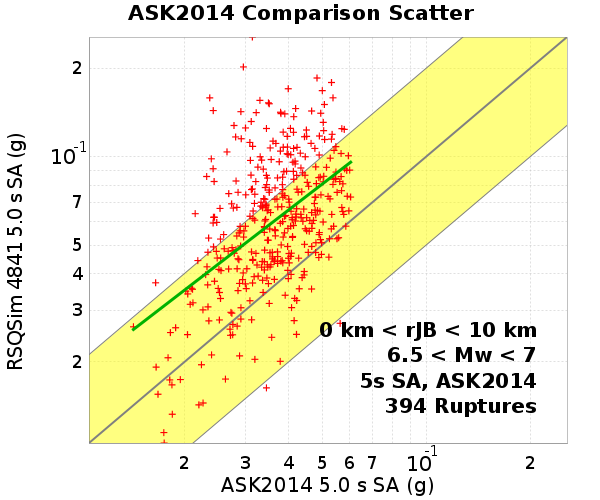 ASK2014 Comparison Scatter
RSQSim 4841 5.0 s SA (g)
2
10⁻¹
7
5
4
3
2
0 km < rJB < 10 km
6.5 < Mw < 7
5s SA, ASK2014
394 Ruptures
2 3 4 5 6 7 10⁻¹ 2
ASK2014 5.0 s SA (g)